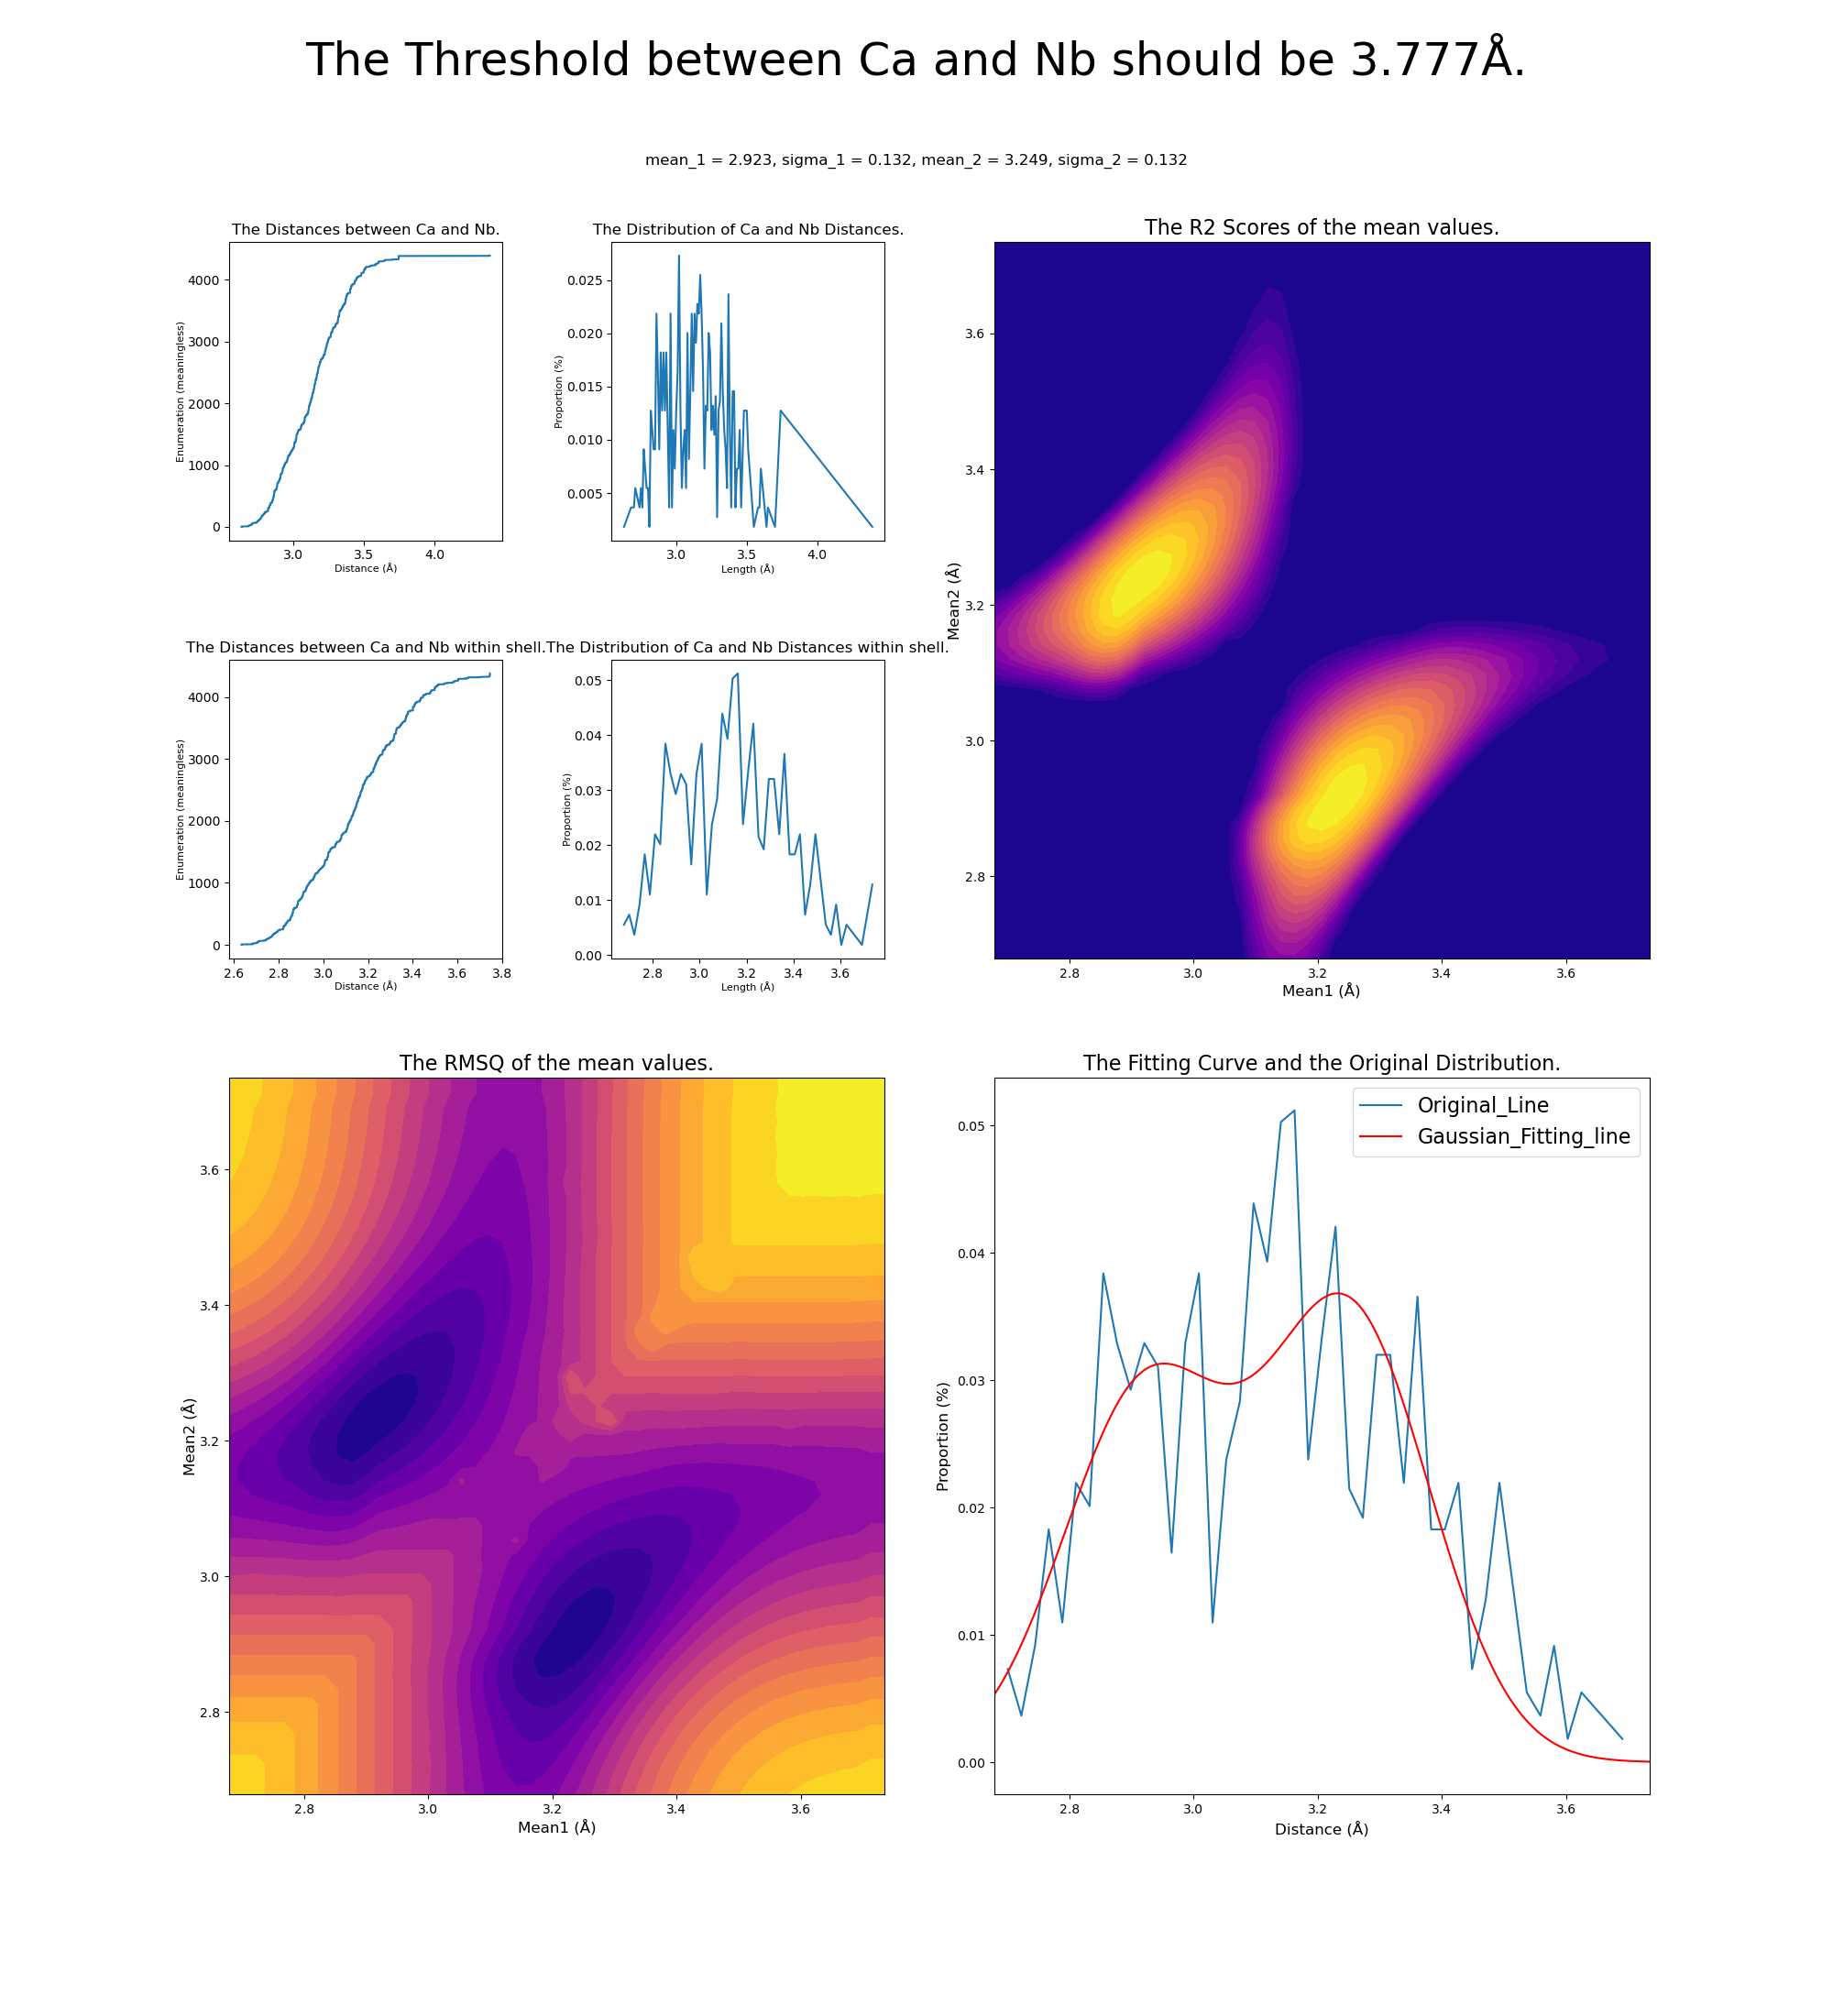 The Threshold between Ca and Nb should be 3.777Å.
mean_1 = 2.923, sigma_1 = 0.132, mean_2 = 3.249, sigma_2 = 0.132
The Distances between Ca and Nb.
Enumeration (meaningless)
4000
3000
2000
1000
0
3.0 3.5 4.0
Distance (Å)
The Distribution of Ca and Nb Distances.
Proportion (%)
0.025
0.020
0.015
0.010
0.005
3.0 3.5 4.0
Length (Å)
The R2 Scores of the mean values.
Mean2 (Å)
3.6
3.4
3.2
3.0
2.8
2.8 3.0 3.2 3.4 3.6
Mean1 (Å)
The Distances between Ca and Nb within shell.
Enumeration (meaningless)
4000
3000
2000
1000
0
2.6 2.8 3.0 3.2 3.4 3.6 3.8
Distance (Å)
The Distribution of Ca and Nb Distances within shell.
Proportion (%)
0.05
0.04
0.03
0.02
0.01
0.00
2.8 3.0 3.2 3.4 3.6
Length (Å)
The RMSQ of the mean values.
Mean2 (Å)
3.6
3.4
3.2
3.0
2.8
2.8 3.0 3.2 3.4 3.6
Mean1 (Å)
The Fitting Curve and the Original Distribution.
Original_Line
Gaussian_Fitting_line
Proportion (%)
0.05
0.04
0.03
0.02
0.01
0.00
2.8 3.0 3.2 3.4 3.6
Distance (Å)